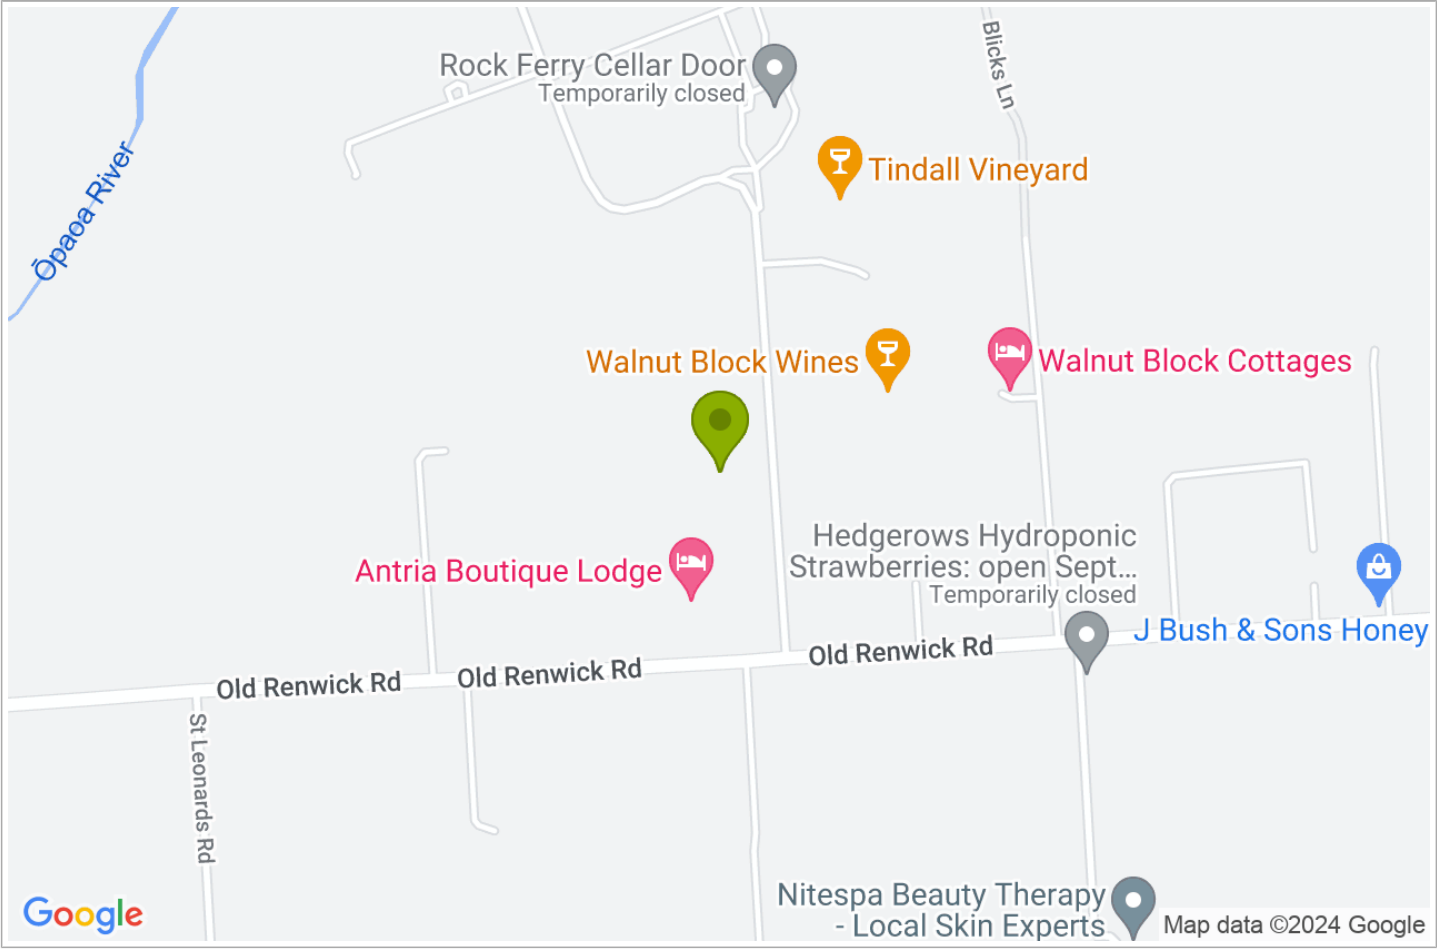 Rock Ferry Cellar Door
Temporarily closed
Blicks Ln
Tindall Vineyard
Ōpaoa River
Walnut Block Wines
Walnut Block Cottages
Hedgerows Hydroponic
Strawberries: open Sept...
Temporarily closed
Antria Boutique Lodge
J Bush & Sons Honey
Old Renwick Rd
Old Renwick Rd
Old Renwick Rd
St Leonards Rd
Nitespa Beauty Therapy
- Local Skin Experts
Google
Map data ©2024 Google